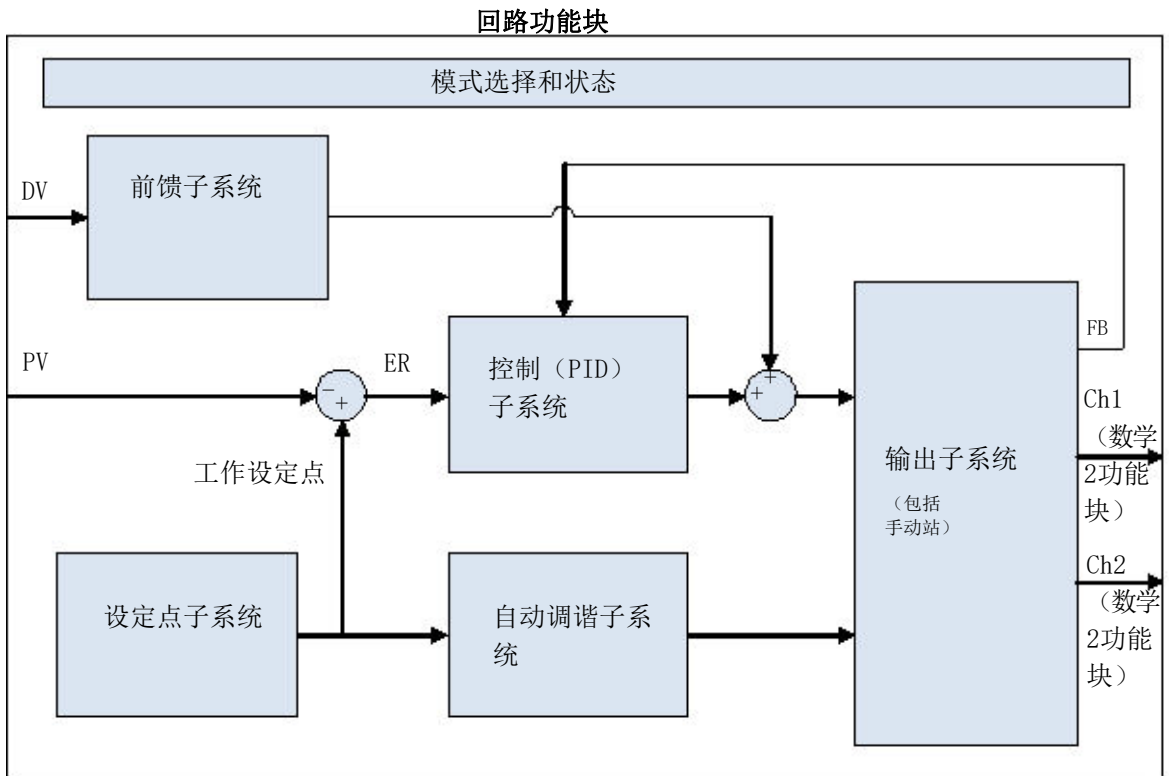 回路功能块
模式选择和状态
前馈子系统
DV
FB
PV
ER
控制（PID）
子系统
-
+
+
+
工作设定点
输出子系统
（包括
手动站）
Ch1
（数学
2功能
块）
设定点子系统
自动调谐子系
统
Ch2
（数学
2功能
块）